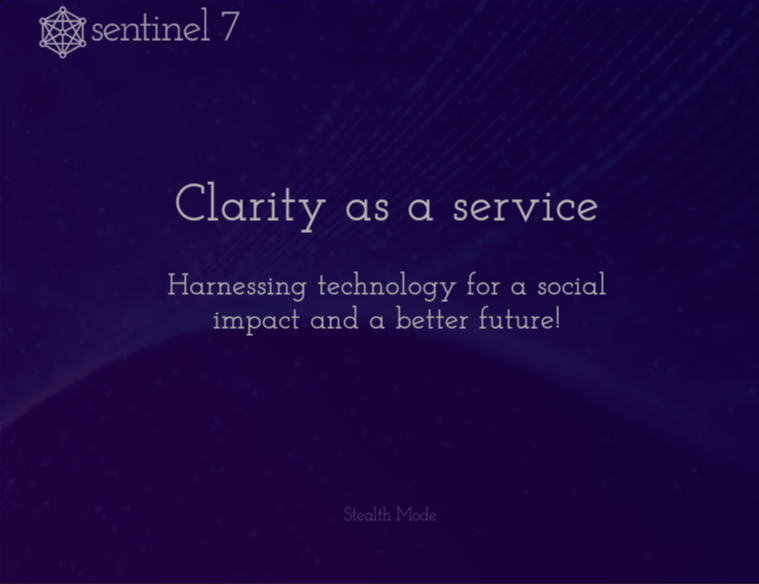 sentinel 7
Clarity as a service
Harnessing technology for a social
impact and a better future!
Stealth Mode